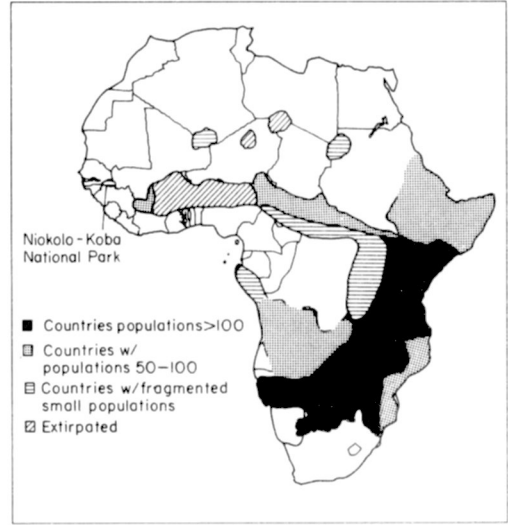 Niokolo-Koba
National Park
Countries populations>100
Countries w/
populations 50-100
Countries w/fragmented
small populations
Extirpated